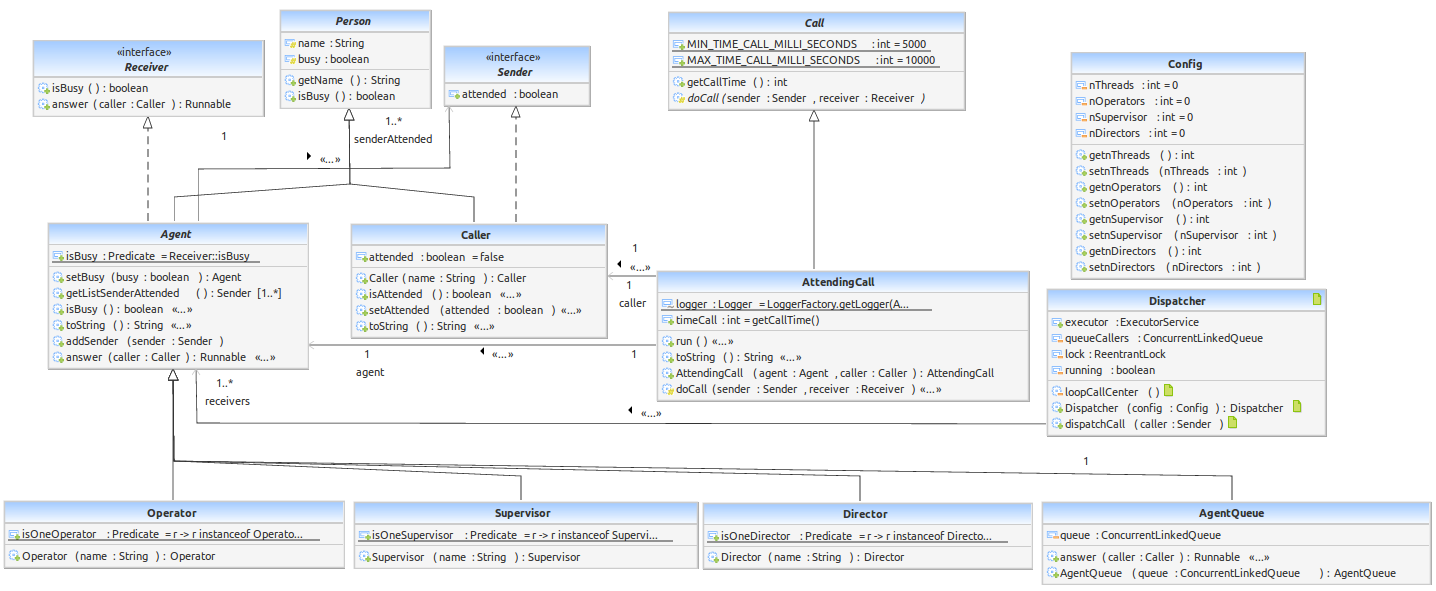 «interface»
Receiver
isBusy () : boolean
answer (caller : Caller ) : Runnable
Person
name : String
busy : boolean
getName () : String
isBusy () : boolean
«interface»
Sender
attended : boolean
Call
MIN_TIME_CALL_MILLI_SECONDS : int = 5000
MAX_TIME_CALL_MILLI_SECONDS : int = 10000
getCallTime () : int
doCall (sender : Sender , receiver : Receiver )
Config
nThreads : int = 0
nOperators : int = 0
nSupervisor : int = 0
nDirectors : int = 0
getnThreads () : int
setnThreads (nThreads : int )
getnOperators () : int
setnOperators (nOperators : int )
getnSupervisor () : int
setnSupervisor (nSupervisor : int )
getnDirectors () : int
setnDirectors (nDirectors : int )
1
1..*
senderAttended
«...»
Agent
isBusy : Predicate = Receiver::isBusy
setBusy (busy : boolean ) : Agent
getListSenderAttended () : Sender [1..*]
isBusy () : boolean «...»
toString () : String «...»
addSender (sender : Sender )
answer (caller : Caller ) : Runnable «...»
Caller
attended : boolean = false
Caller (name : String ) : Caller
isAttended () : boolean «...»
setAttended (attended : boolean ) «...»
toString () : String «...»
1
«...»
1
caller
AttendingCall
logger : Logger = LoggerFactory.getLogger(A...
timeCall : int = getCallTime()
run () «...»
toString () : String «...»
AttendingCall (agent : Agent , caller : Caller ) : AttendingCall
doCall (sender : Sender , receiver : Receiver ) «...»
Dispatcher
executor : ExecutorService
queueCallers : ConcurrentLinkedQueue
lock : ReentrantLock
running : boolean
loopCallCenter ()
Dispatcher (config : Config ) : Dispatcher
dispatchCall (caller : Sender )
1
«...»
1
agent
1..*
receivers
«...»
1
Operator
isOneOperator : Predicate = r -> r instanceof Operato...
Operator (name : String ) : Operator
Supervisor
isOneSupervisor : Predicate = r -> r instanceof Supervi...
Supervisor (name : String ) : Supervisor
Director
isOneDirector : Predicate = r -> r instanceof Directo...
Director (name : String ) : Director
AgentQueue
queue : ConcurrentLinkedQueue
answer (caller : Caller ) : Runnable «...»
AgentQueue (queue : ConcurrentLinkedQueue ) : AgentQueue